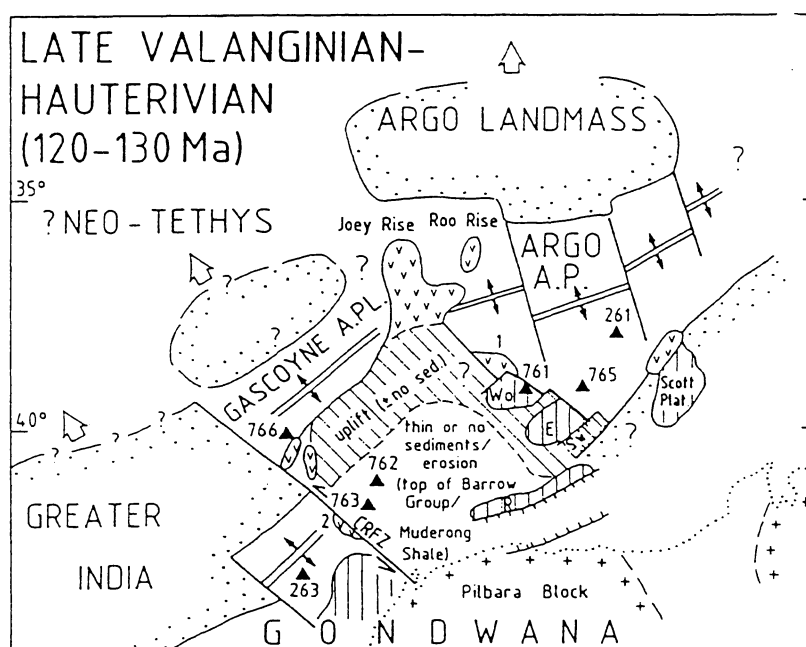 LATE VALANGINIAN-
HAUTERIVIAN
(120-130 Ma)
ARGO LANDMASS
?
35°
? NEO-TETHYS
Joey Rise
Roo Rise
ARGO
A.P.
?
?
?
GASCOYNE A.PL.
261
1
761
765
?
Wo
Scott
Plat.
uplift (± no sed.)
E
Sw
?
40°
766
thin or no
sediments/
erosion
(top of Barrow
Group/
Muderong
Shale)
762
763
R
2
CRFZ
GREATER
INDIA
263
Pilbara Block
GONDWANA